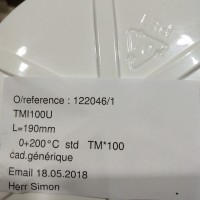 O/reference : 122046/1
TMI100U
L=190mm
0+200°C std TM*100
cad.générique
Email 18.05.2018
Herr Simon